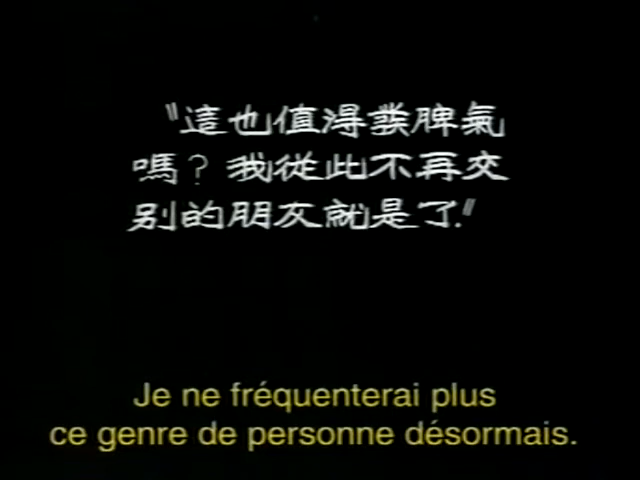 "這也值得發脾氣
嗎？我從此不再交
別的朋友就是了."
Je ne fréquenterai plus
ce genre de personne désormais.